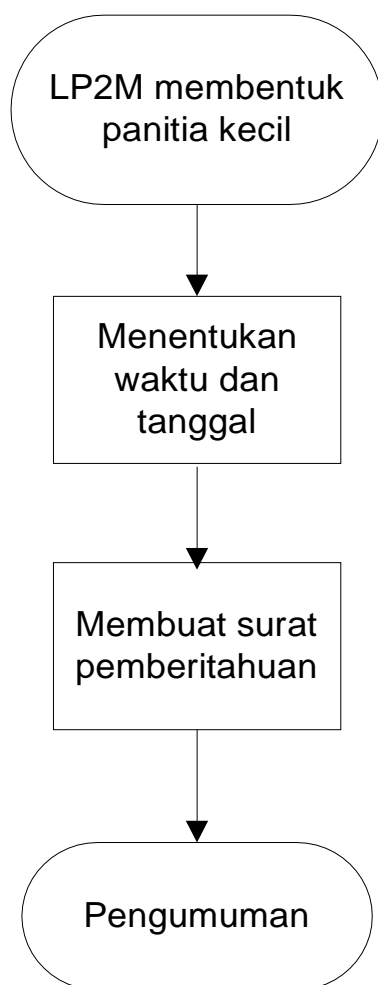 LP2M membentuk
panitia kecil
Menentukan
waktu dan
tanggal
Membuat surat
pemberitahuan
Pengumuman